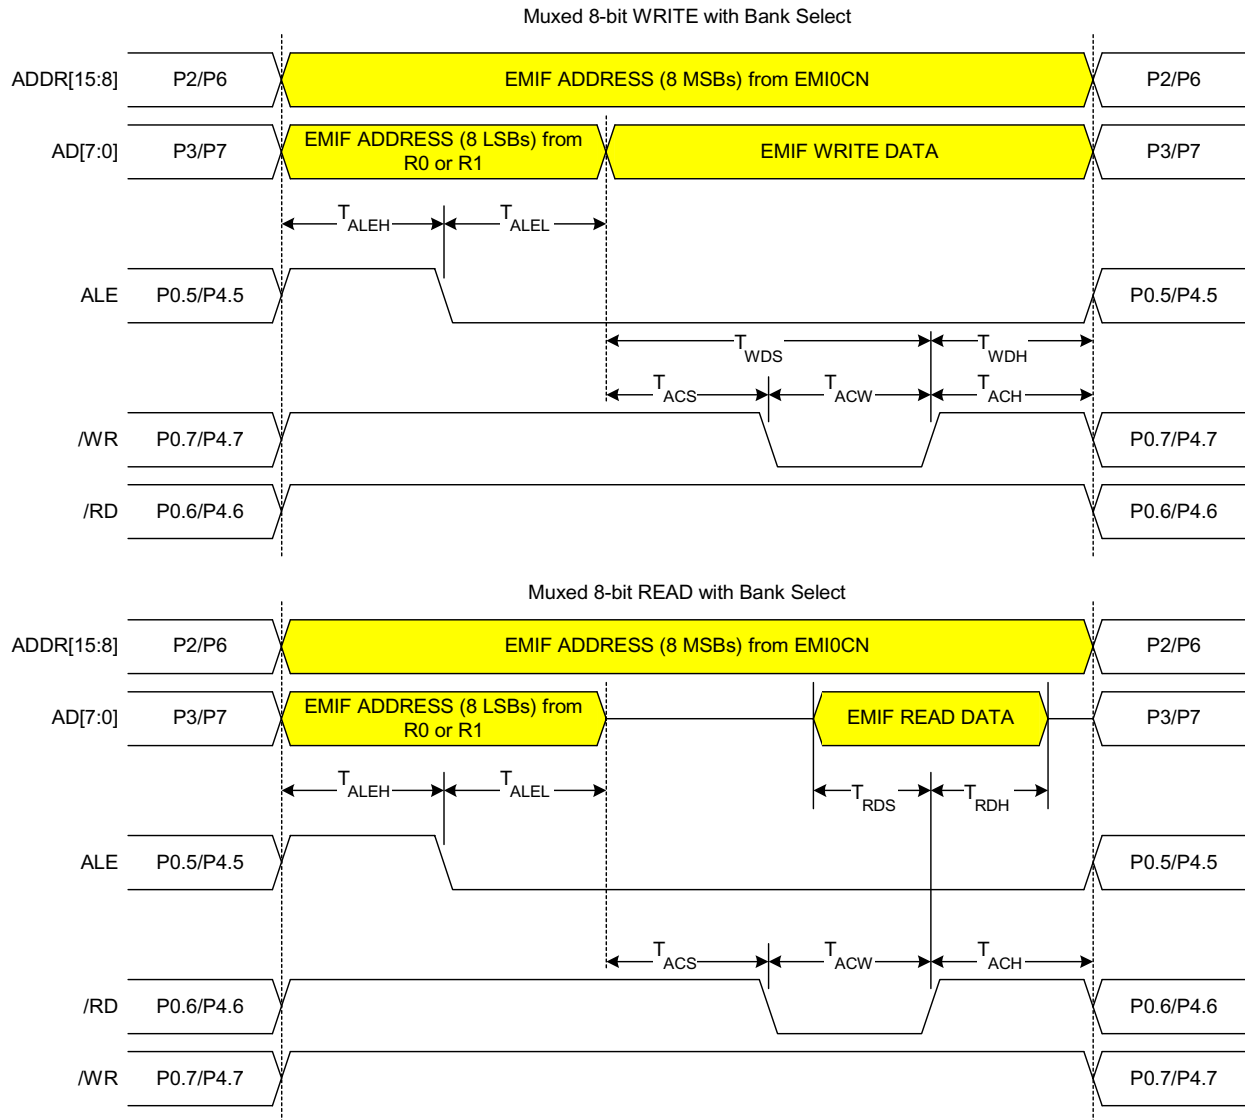 Muxed 8-bit WRITE with Bank Select
ADDR[15:8] P2/P6 EMIF ADDRESS (8 MSBs) from EMI0CN P2/P6
AD[7:0] P3/P7 EMIF ADDRESS (8 LSBs) from
R0 or R1 EMIF WRITE DATA P3/P7
TALEH TALEL
ALE P0.5/P4.5 P0.5/P4.5
TWDS TWDH
TACS TACW TACH
/WR P0.7/P4.7 P0.7/P4.7
/RD P0.6/P4.6 P0.6/P4.6
Muxed 8-bit READ with Bank Select
ADDR[15:8] P2/P6 EMIF ADDRESS (8 MSBs) from EMI0CN P2/P6
AD[7:0] P3/P7 EMIF ADDRESS (8 LSBs) from
R0 or R1 EMIF READ DATA P3/P7
TALEH TALEL TRDS TRDH
ALE P0.5/P4.5 P0.5/P4.5
TACS TACW TACH
/RD P0.6/P4.6 P0.6/P4.6
/WR P0.7/P4.7 P0.7/P4.7